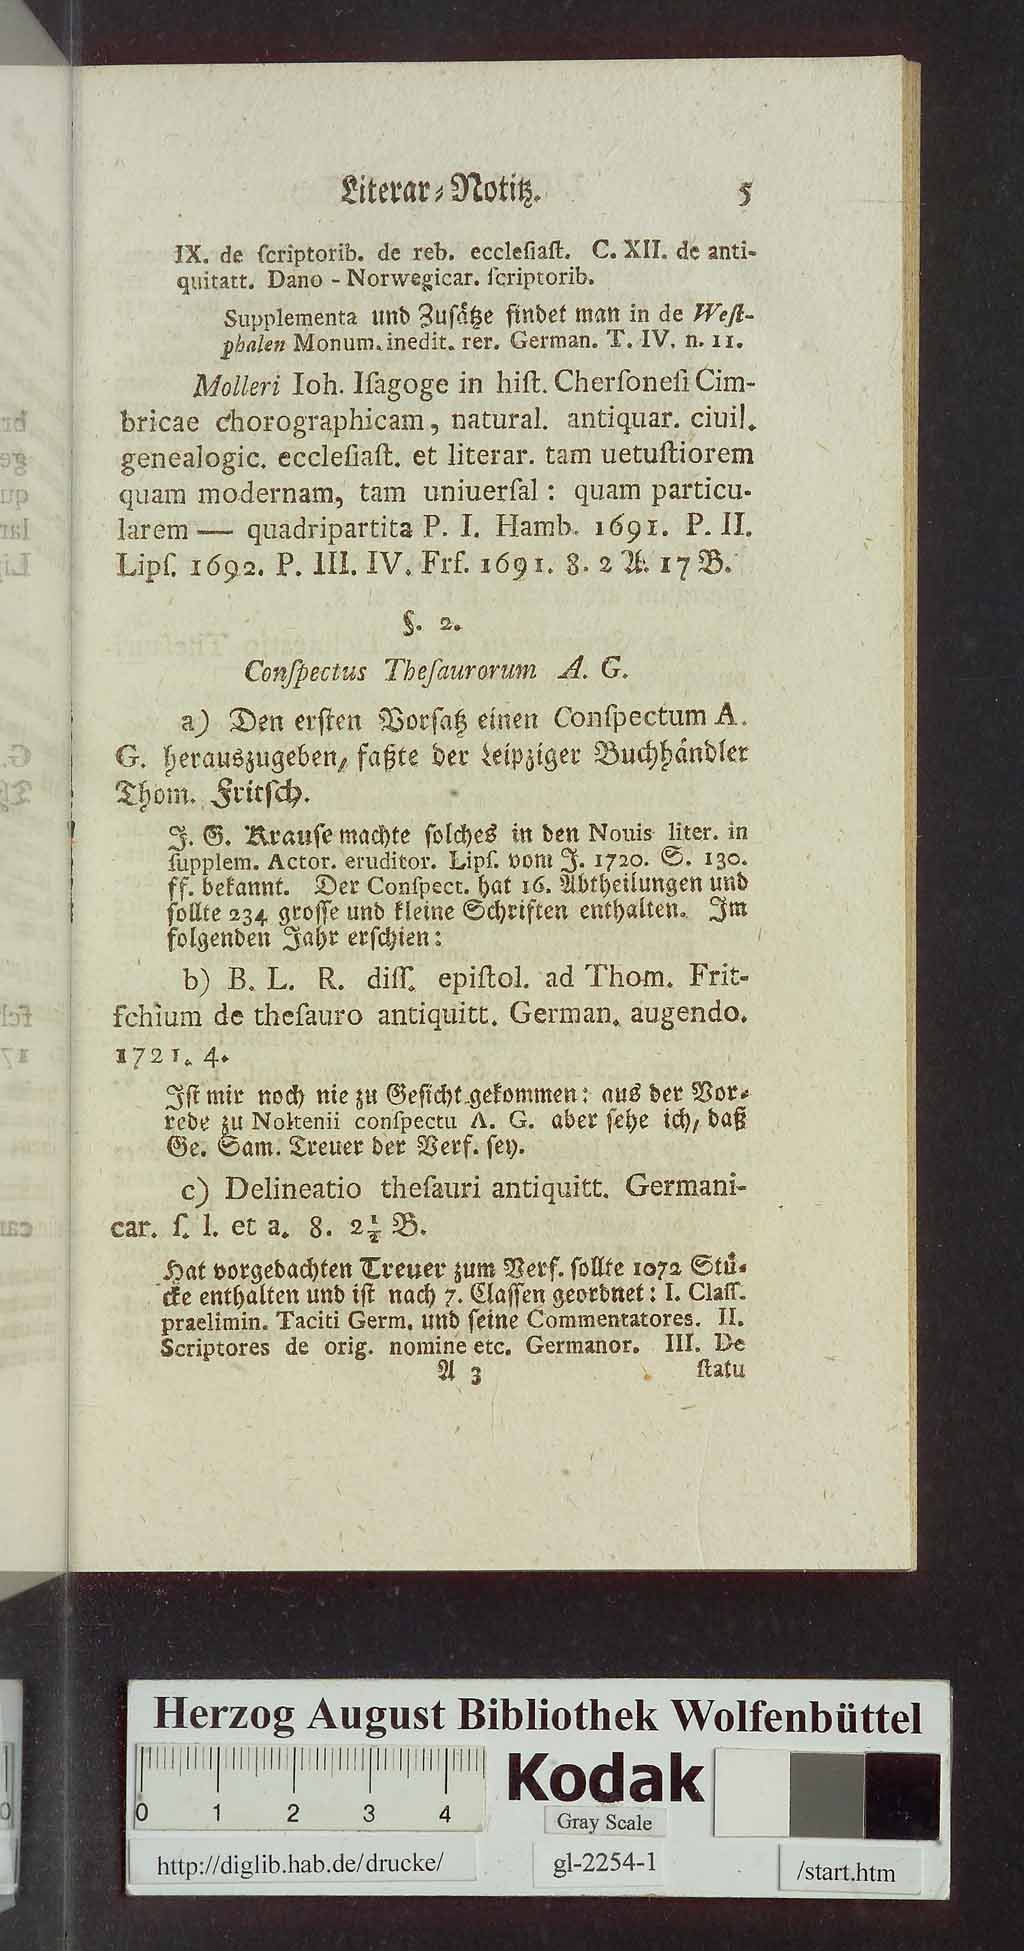 Literar⸗Notitz. 5
IX. de ſcriptorib. de reb. eccleſiaſt. C. XII. de anti-
quitatt. Dano - Norwegicar. ſcriptorib.
Supplementa und Zuſätze findet man in de Weſt-
phalen Monum. inedit. rer. German. T. IV. n. 11.
Molleri Ioh. Iſagoge in hiſt. Cherſoneſi Cim-
bricae chorographicam, natural. antiquar. ciuil.
genealogic. eccleſiaſt. et literar. tam uetuſtiorem
quam modernam, tam uniuerſal: quam particu-
larem — quadripartita P. I. Hamb. 1691. P. II.
Lipſ. 1692. P. III. IV. Frf. 1691. 8. 2 A. 17 B.
§. 2.
Conſpectus Theſaurorum A. G.
a) Den erſten Vorſatz einen Conſpectum A.
G. herauszugeben, faßte der Leipziger Buchhändler
Thom. Fritſch.
J. G. Krauſe machte ſolches in den Nouis liter. in
ſupplem. Actor. eruditor. Lipſ. vom J. 1720. S. 130.
ff. bekannt. Der Conſpect. hat 16. Abtheilungen und
ſollte 234 groſſe und kleine Schriften enthalten. Im
folgenden Jahr erſchien:
b) B. L. R. diſſ. epiſtol. ad Thom. Frit-
ſchium de theſauro antiquitt. German. augendo.
1721. 4.
Iſt mir noch nie zu Geſicht gekommen: aus der Vor⸗
rede zu Noltenii conſpectu A. G. aber ſehe ich, daß
Ge. Sam. Treuer der Verf. ſey.
c) Delineatio theſauri antiquitt. Germani-
car. ſ. l. et a. 8. 2½ B.
Hat vorgedachten Treuer zum Verf. ſollte 1072 Stü⸗
cke enthalten und iſt nach 7. Claſſen geordnet: I. Claſſ.
praelimin. Taciti Germ. und ſeine Commentatores. II.
Scriptores de orig. nomine etc. Germanor. III. De
A 3 ſtatu
Herzog August Bibliothek Wolfenbüttel
0 1 2 3 4
Kodak
Gray Scale
http://diglib.hab.de/drucke/ gl-2254-1 /start.htm